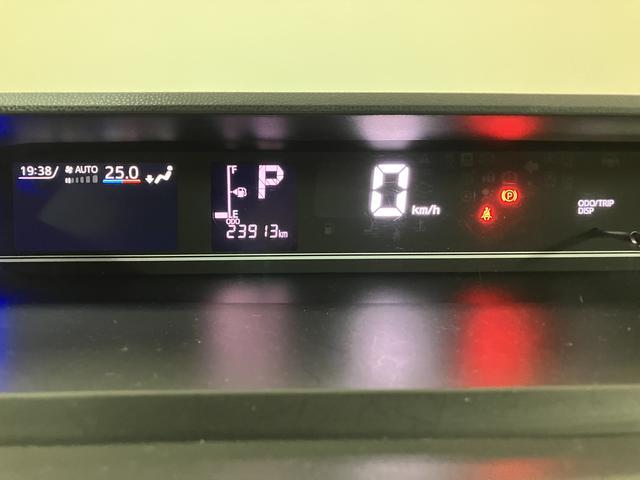 19:38
AUTO
25.0
F
E
P
ODO
23913km
0
km/h
(P)
ODO/TRIP
DISP